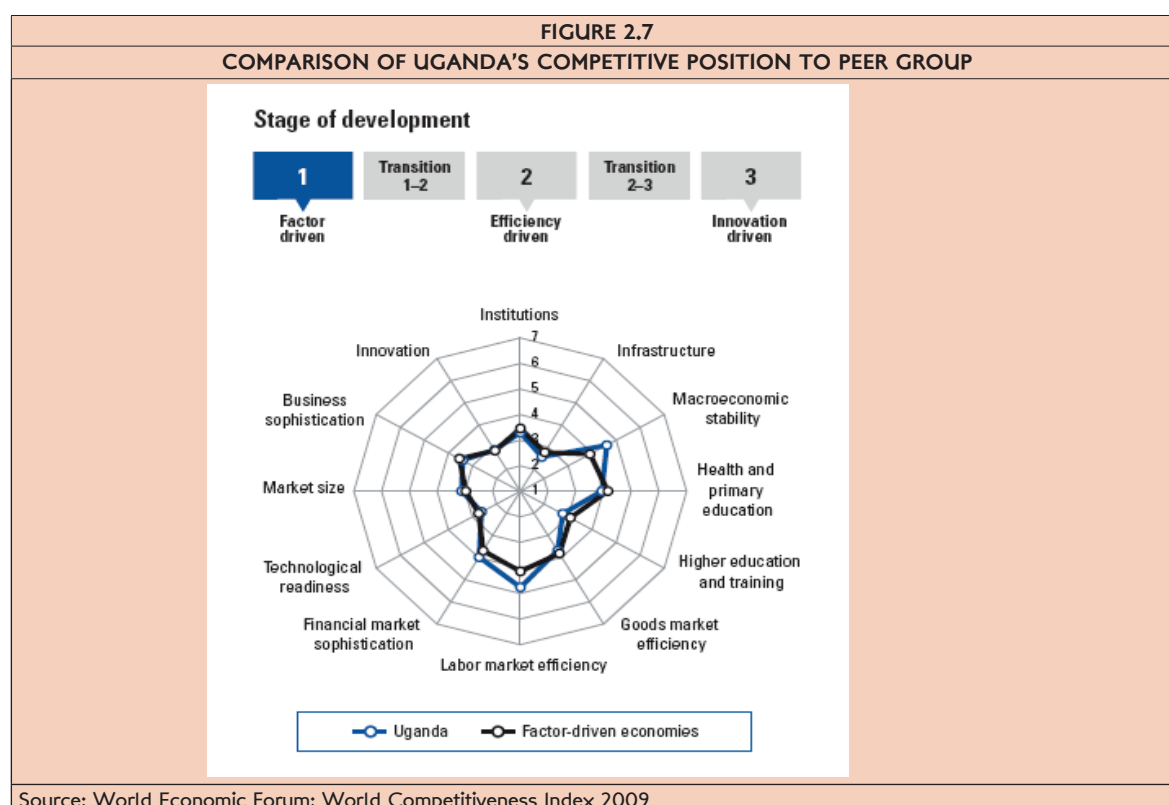 FIGURE 2.7
COMPARISON OF UGANDA'S COMPETITIVE POSITION TO PEER GROUP
Stage of development
1
Transition
1–2
2
Transition
2–3
3
Factor
driven
Efficiency
driven
Innovation
driven
Institutions
Innovation
Infrastructure
Business
sophistication
Macroeconomic
stability
Market size
Health and
primary
education
Technological
readiness
Higher education
and training
Financial market
sophistication
Goods market
efficiency
Labor market efficiency
7
6
5
4
3
2
1
Uganda
Factor-driven economies
Source: World Economic Forum: World Competitiveness Index 2009